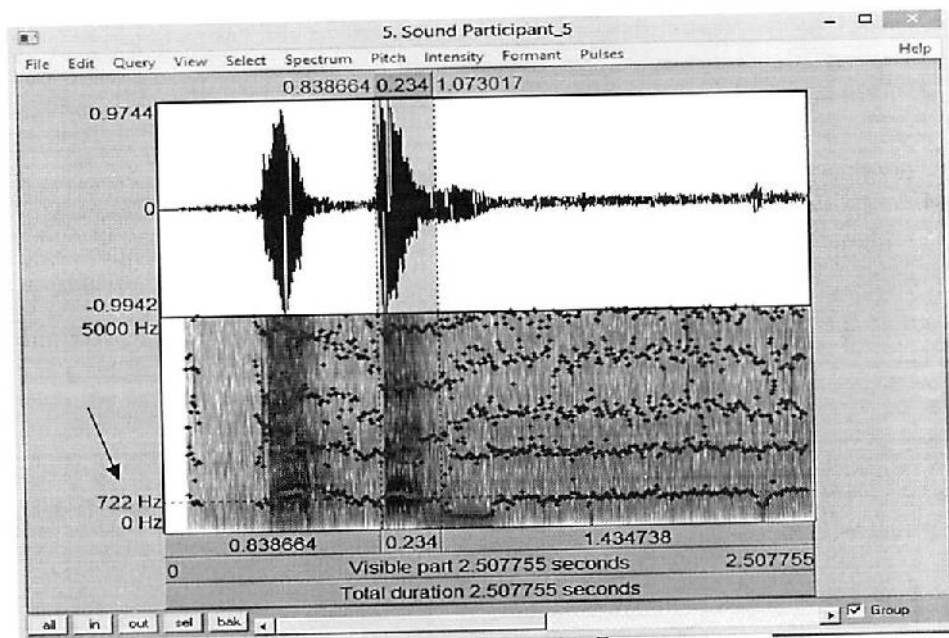 5. Sound Participant_5
File Edit Query View Select Spectrum Pitch Intensity Formant Pulses Help
0.838664 0.234 1.073017
0.9744
0
-0.9942
5000 Hz
722 Hz
0 Hz
0.838664 0.234 1.434738
0 Visible part 2.507755 seconds 2.507755
Total duration 2.507755 seconds
all in out sel bak Group